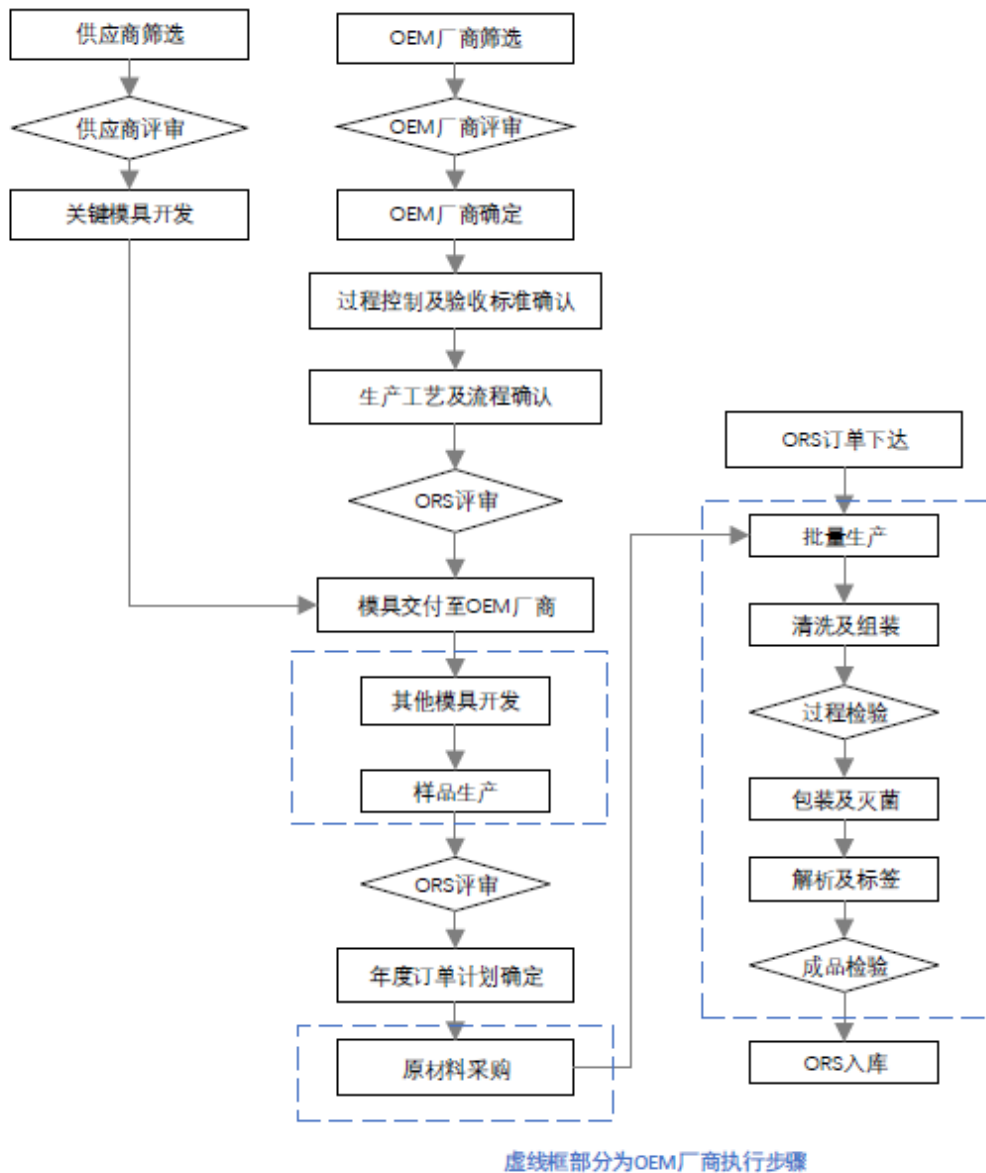 供应商筛选
供应商评审
关键模具开发
OEM厂商筛选
OEM厂商评审
OEM厂商确定
过程控制及验收标准确认
生产工艺及流程确认
ORS评审
模具交付至OEM厂商
其他模具开发
样品生产
ORS评审
年度订单计划确定
原材料采购
ORS订单下达
批量生产
清洗及组装
过程检验
包装及灭菌
解析及标签
成品检验
ORS入库
虚线框部分为OEM厂商执行步骤